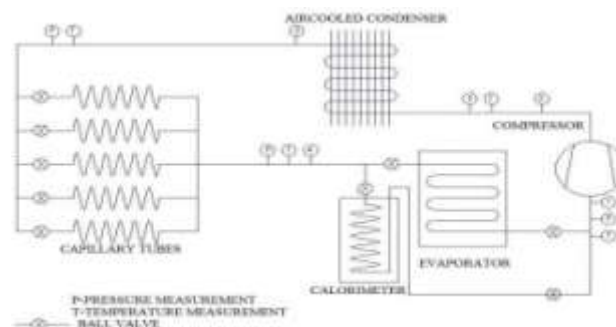 AIRCOOLED CONDENSER
P T
COMPRESSOR
CAPILLARY TUBES
EVAPORATOR
CALORIMETER
P-PRESSURE MEASUREMENT
T-TEMPERATURE MEASUREMENT
BALL VALVE